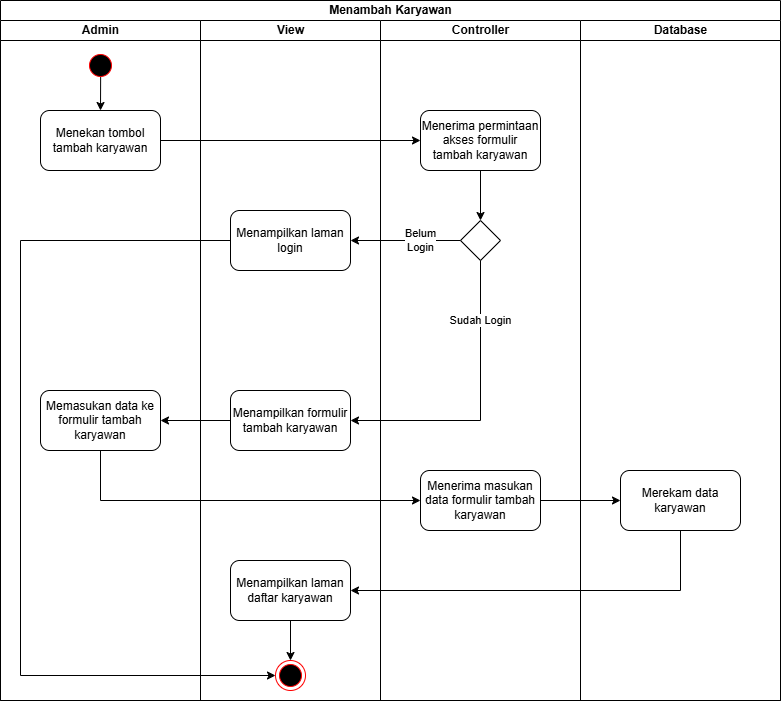 Menambah Karyawan
Admin
View
Controller
Database
Menekan tombol
tambah karyawan
Menerima permintaan
akses formulir
tambah karyawan
Menampilkan laman
login
Belum
Login
Sudah Login
Memasukan data ke
formulir tambah
karyawan
Menampilkan formulir
tambah karyawan
Menerima masukan
data formulir tambah
karyawan
Merekam data
karyawan
Menampilkan laman
daftar karyawan